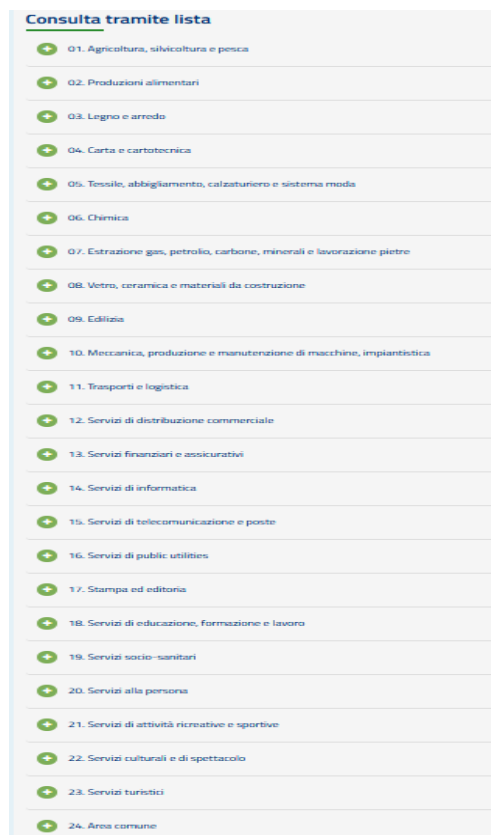 Consulta tramite lista
01. Agricoltura, silvicoltura e pesca
02. Produzioni alimentari
03. Legno e arredo
04. Carta e cartotecnica
05. Tessile, abbigliamento, calzaturiero e sistema moda
06. Chimica
07. Estrazione gas, petrolio, carbone, minerali e lavorazione pietre
08. Vetro, ceramica e materiali da costruzione
09. Edilizia
10. Meccanica, produzione e manutenzione di macchine, impiantistica
11. Trasporti e logistica
12. Servizi di distribuzione commerciale
13. Servizi finanziari e assicurativi
14. Servizi di informatica
15. Servizi di telecomunicazione e poste
16. Servizi di public utilities
17. Stampa ed editoria
18. Servizi di educazione, formazione e lavoro
19. Servizi socio-sanitari
20. Servizi alla persona
21. Servizi di attività ricreative e sportive
22. Servizi culturali e di spettacolo
23. Servizi turistici
24. Area comune